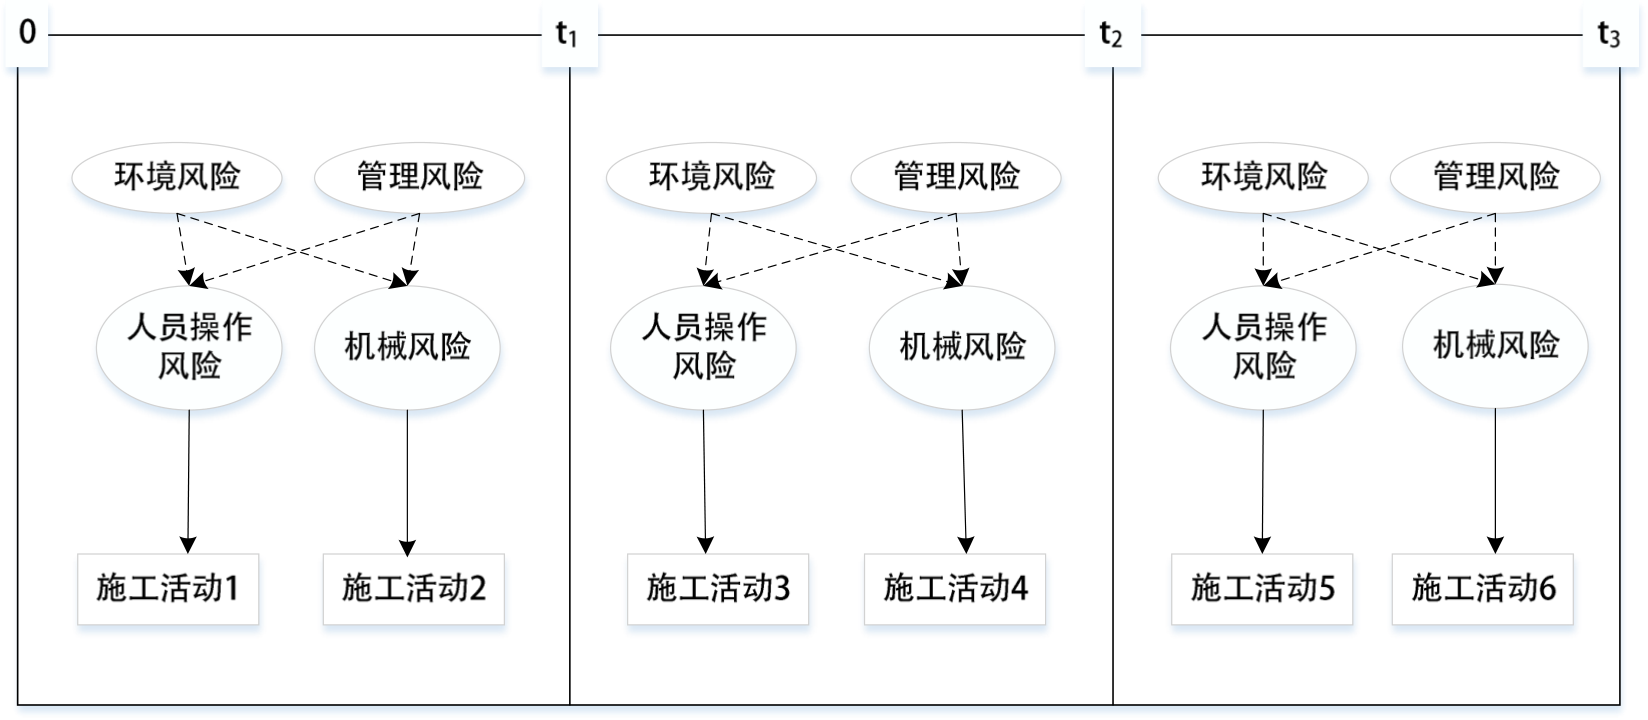 0
t₁
t₂
t₃
环境风险
管理风险
环境风险
管理风险
环境风险
管理风险
人员操作
风险
机械风险
人员操作
风险
机械风险
人员操作
风险
机械风险
施工活动1
施工活动2
施工活动3
施工活动4
施工活动5
施工活动6